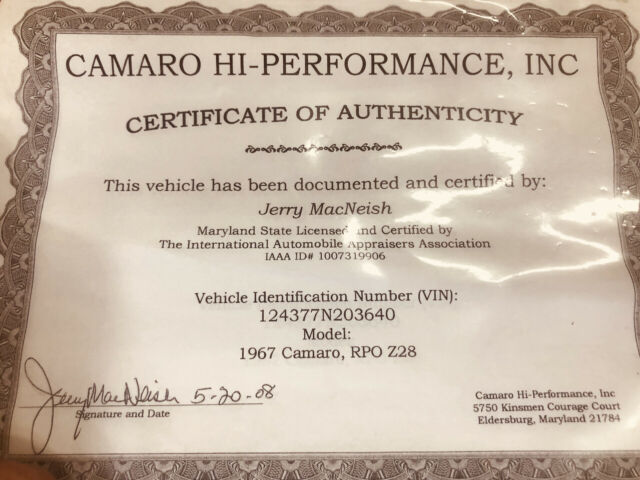 CAMARO HI-PERFORMANCE, INC
CERTIFICATE OF AUTHENTICITY
This vehicle has been documented and certified by:
Jerry MacNeish
Maryland State Licensed and Certified by
The International Automobile Appraisers Association
IAAA ID# 1007319906
Vehicle Identification Number (VIN):
124377N203640
Model:
1967 Camaro, RPO Z28
Jerry MacNeish 5-20-08
Signature and Date
Camaro Hi-Performance, Inc
5750 Kinsmen Courage Court
Eldersburg, Maryland 21784